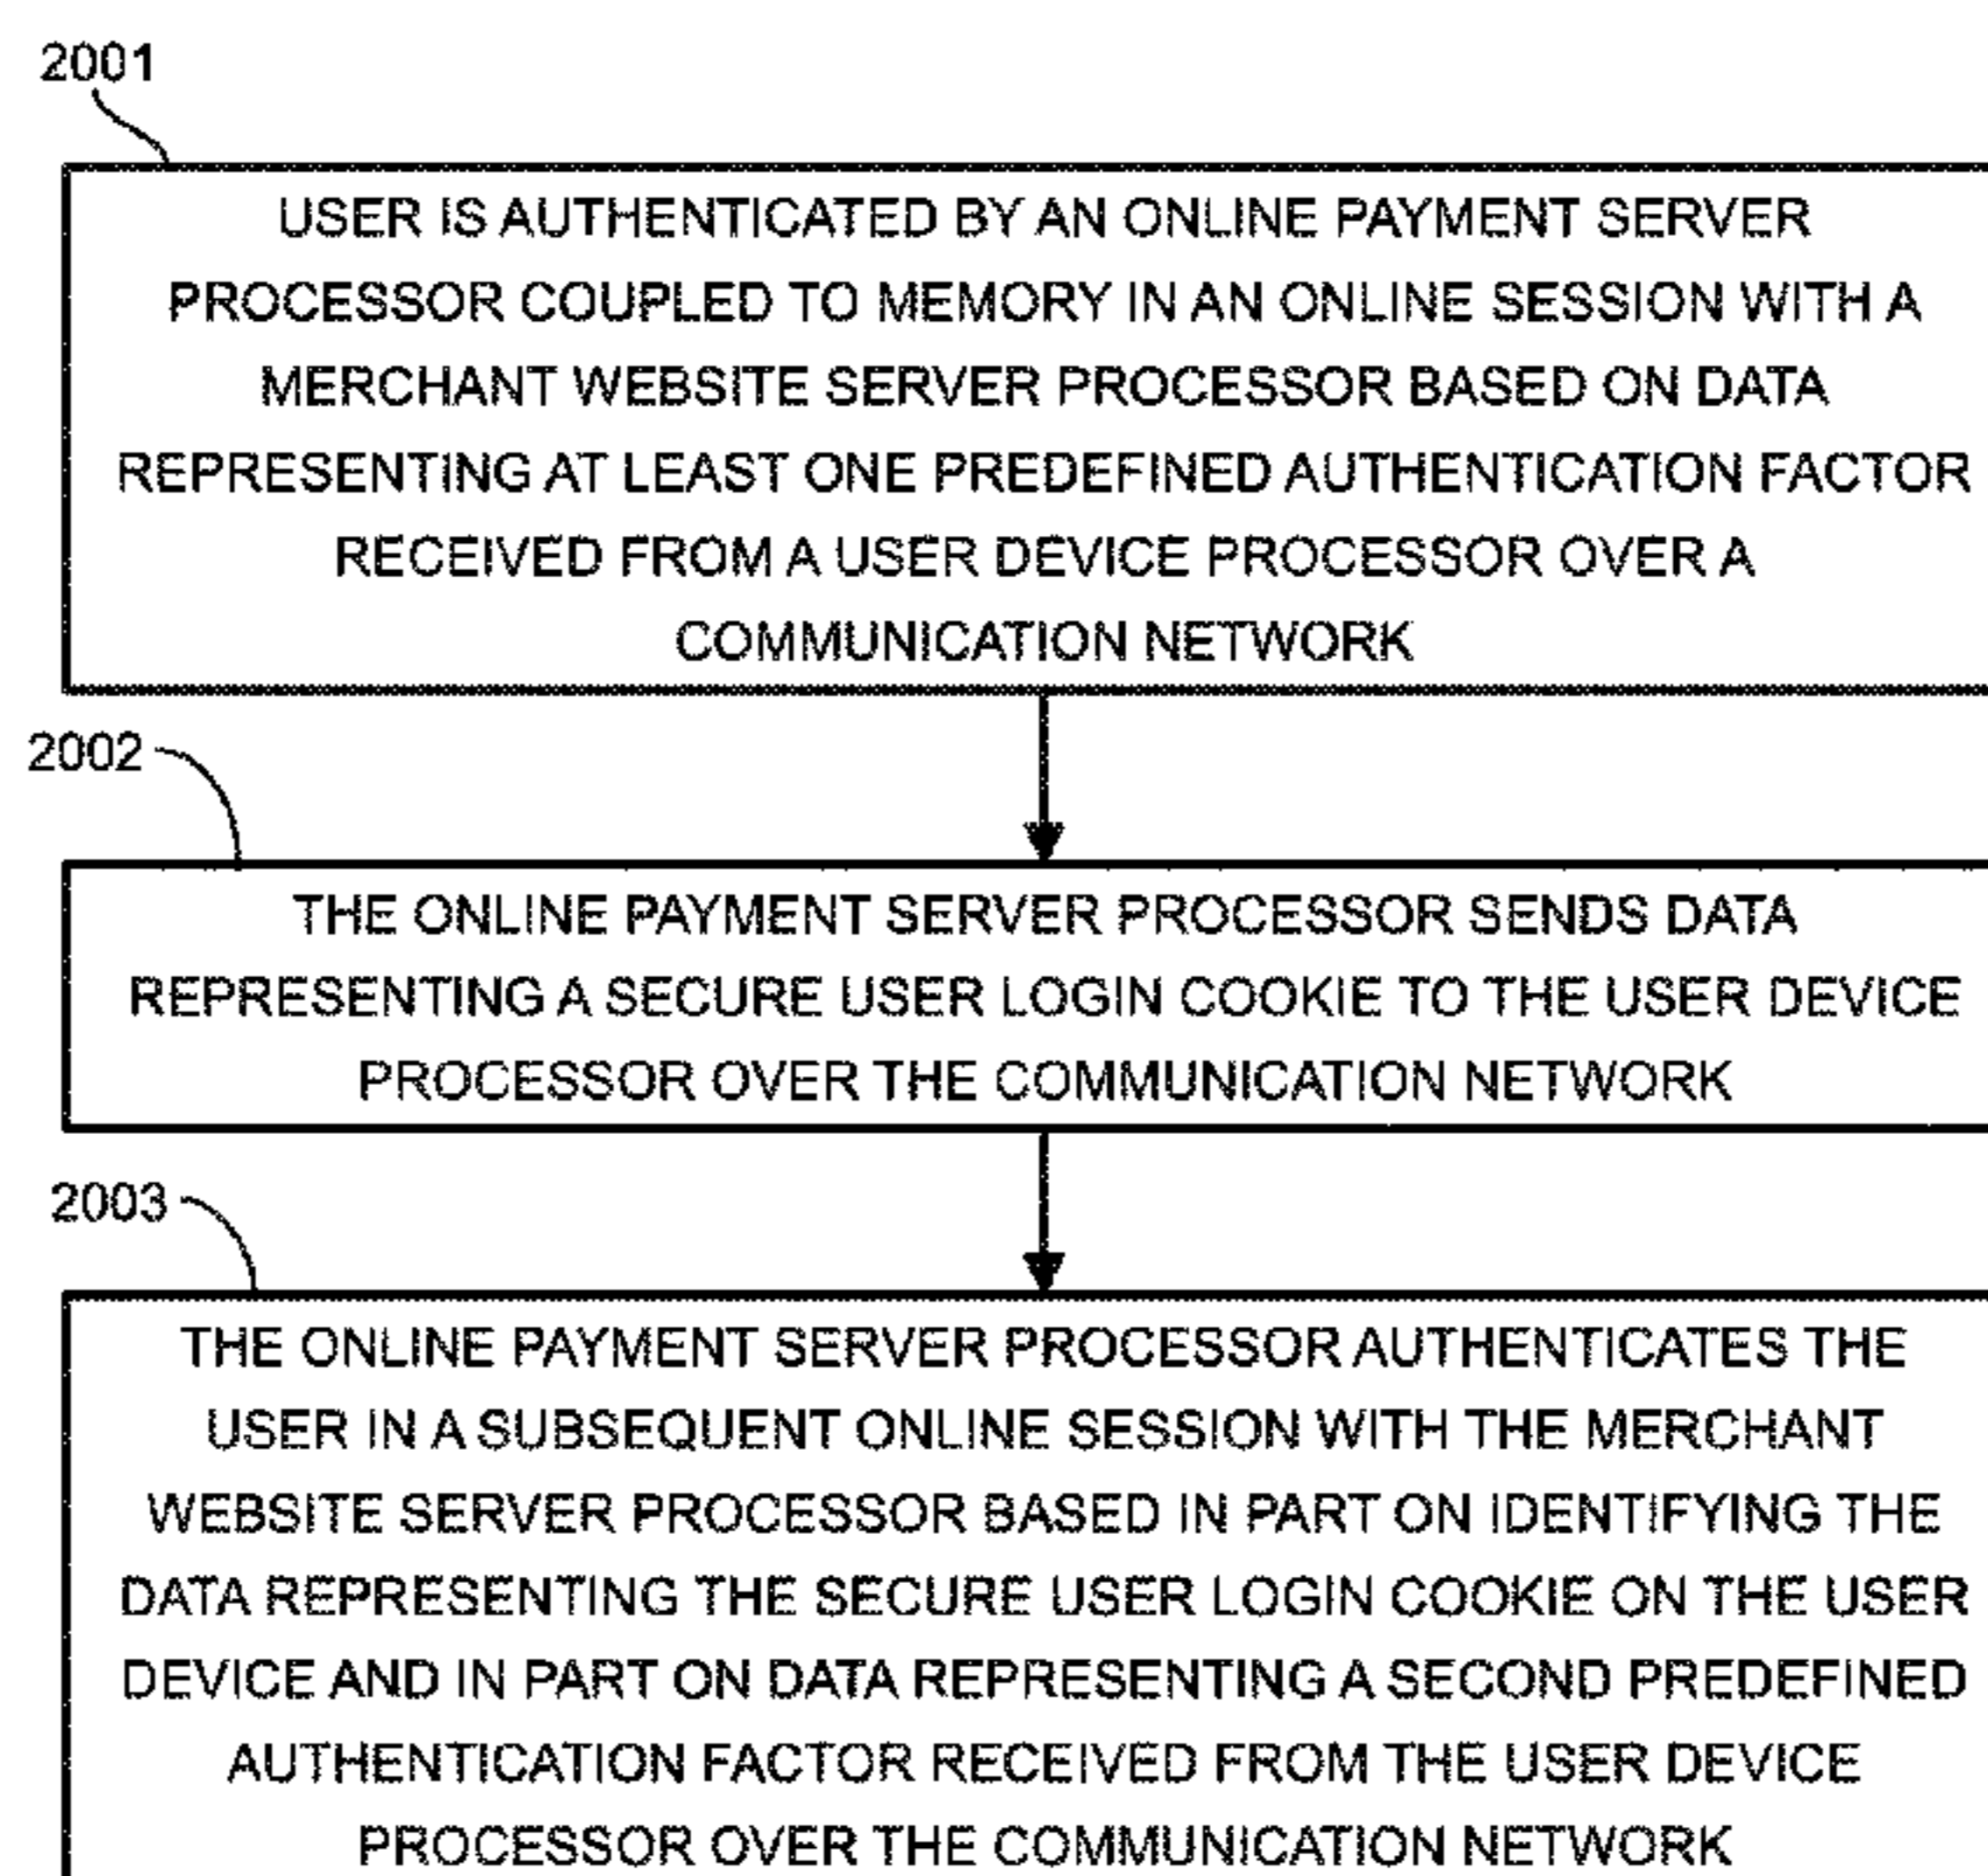 2001
USER IS AUTHENTICATED BY AN ONLINE PAYMENT SERVER
PROCESSOR COUPLED TO MEMORY IN AN ONLINE SESSION WITH A
MERCHANT WEBSITE SERVER PROCESSOR BASED ON DATA
REPRESENTING AT LEAST ONE PREDEFINED AUTHENTICATION FACTOR
RECEIVED FROM A USER DEVICE PROCESSOR OVER A
COMMUNICATION NETWORK
2002
THE ONLINE PAYMENT SERVER PROCESSOR SENDS DATA
REPRESENTING A SECURE USER LOGIN COOKIE TO THE USER DEVICE
PROCESSOR OVER THE COMMUNICATION NETWORK
2003
THE ONLINE PAYMENT SERVER PROCESSOR AUTHENTICATES THE
USER IN A SUBSEQUENT ONLINE SESSION WITH THE MERCHANT
WEBSITE SERVER PROCESSOR BASED IN PART ON IDENTIFYING THE
DATA REPRESENTING THE SECURE USER LOGIN COOKIE ON THE USER
DEVICE AND IN PART ON DATA REPRESENTING A SECOND PREDEFINED
AUTHENTICATION FACTOR RECEIVED FROM THE USER DEVICE
PROCESSOR OVER THE COMMUNICATION NETWORK